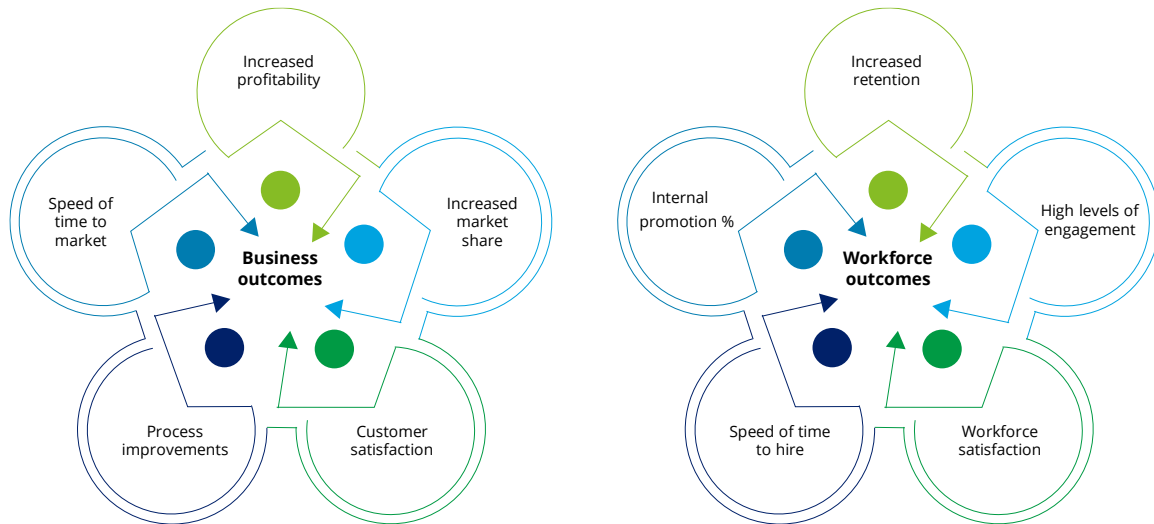 Increased
profitability
Speed of
time to
market
Increased
market
share
Business
outcomes
Process
improvements
Customer
satisfaction
Increased
retention
Internal
promotion %
High levels of
engagement
Workforce
outcomes
Speed of time
to hire
Workforce
satisfaction